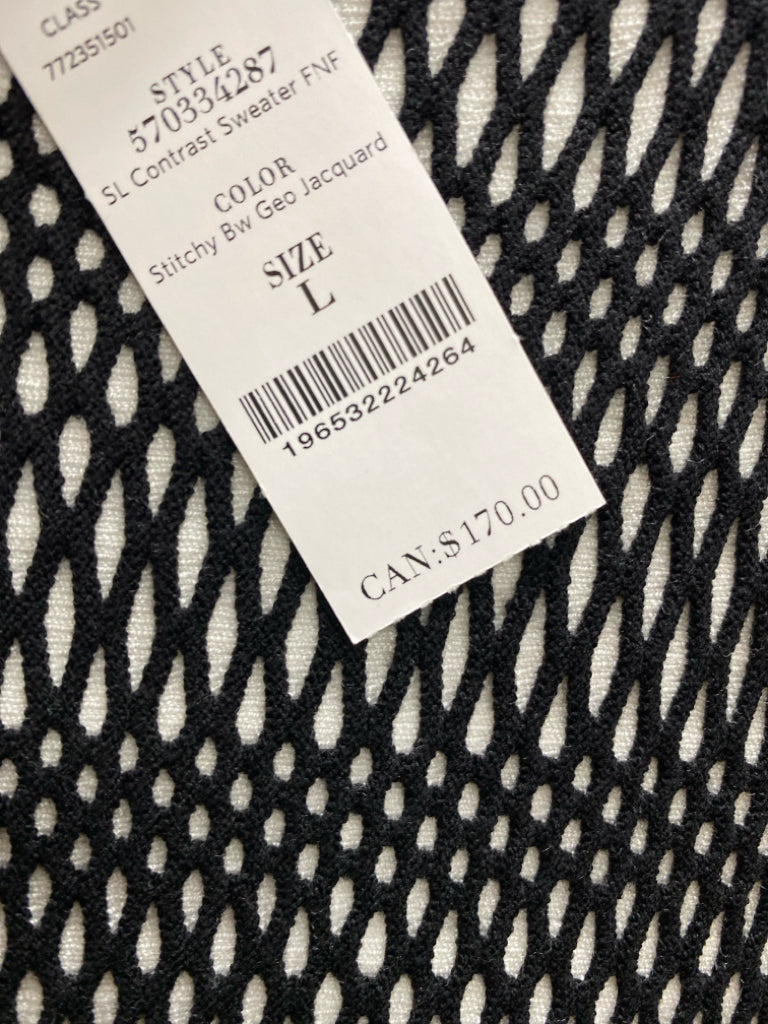 CLASS
772351501
STYLE
570334287
SL Contrast Sweater FNF
COLOR
Stitchy Bw Geo Jacquard
SIZE
L
196532224264
CAN:$170.00